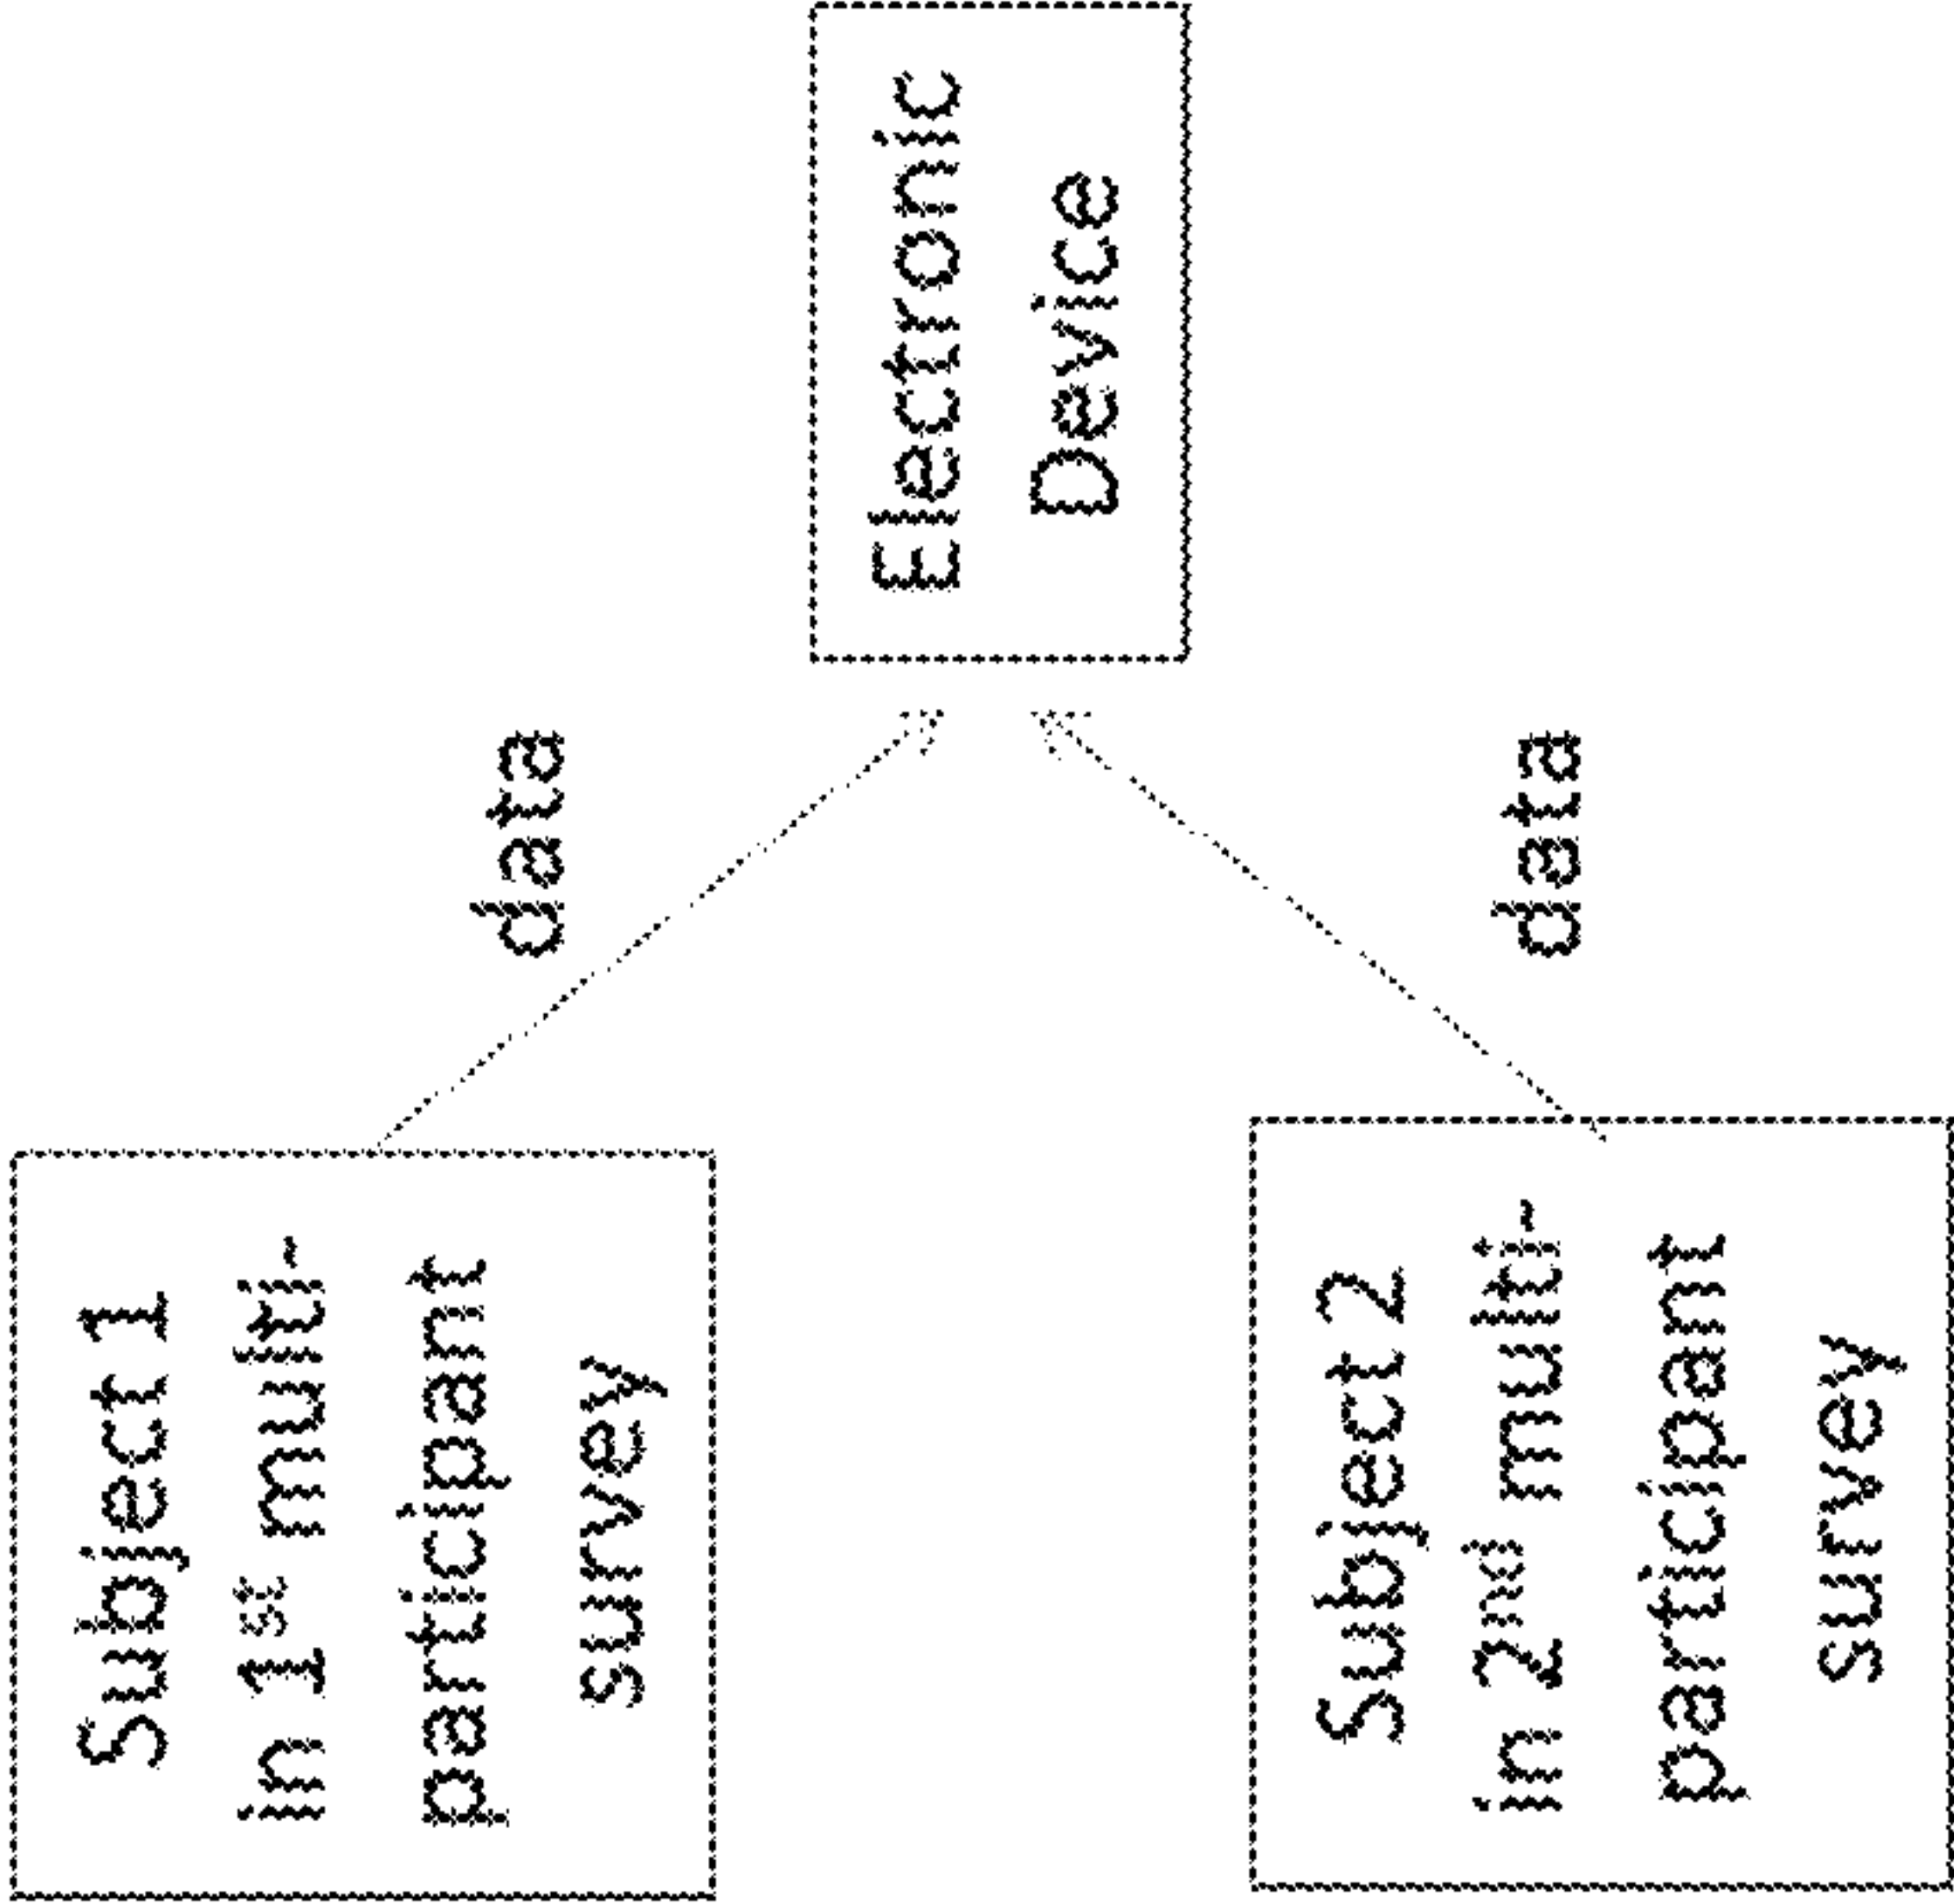 Subject 1
in 1st multi-
participant
survey
data
Electronic
Device
Subject 2
in 2nd multi-
participant
survey
data